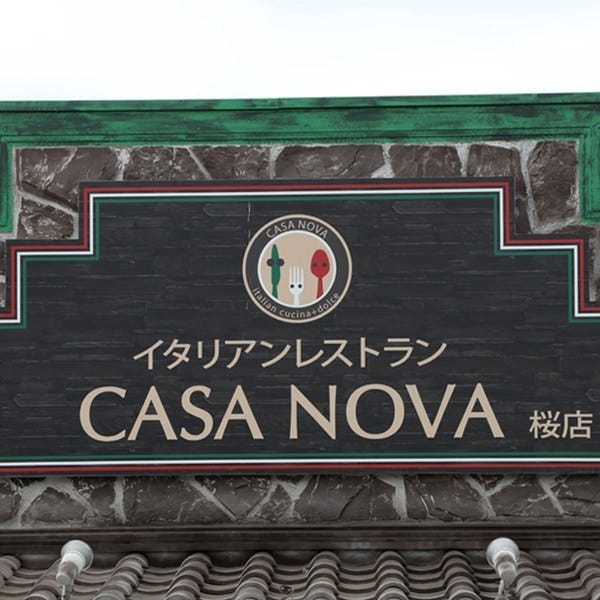 CASA NOVA
italian cucina+dolce
イタリアンレストラン
CASA NOVA 桜店